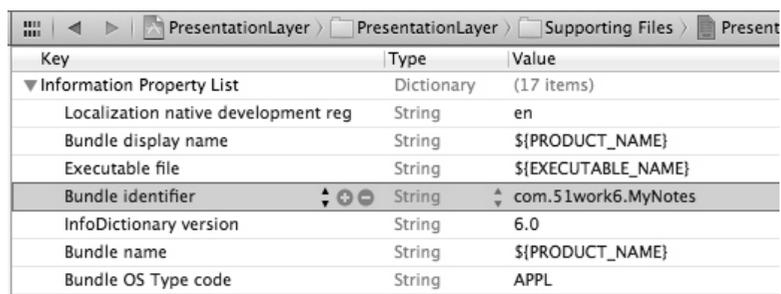 PresentationLayer PresentationLayer Supporting Files Present
Key Type Value
Information Property List Dictionary (17 items)
Localization native development reg String en
Bundle display name String ${PRODUCT_NAME}
Executable file String ${EXECUTABLE_NAME}
Bundle identifier String com.51work6.MyNotes
InfoDictionary version String 6.0
Bundle name String ${PRODUCT_NAME}
Bundle OS Type code String APPL